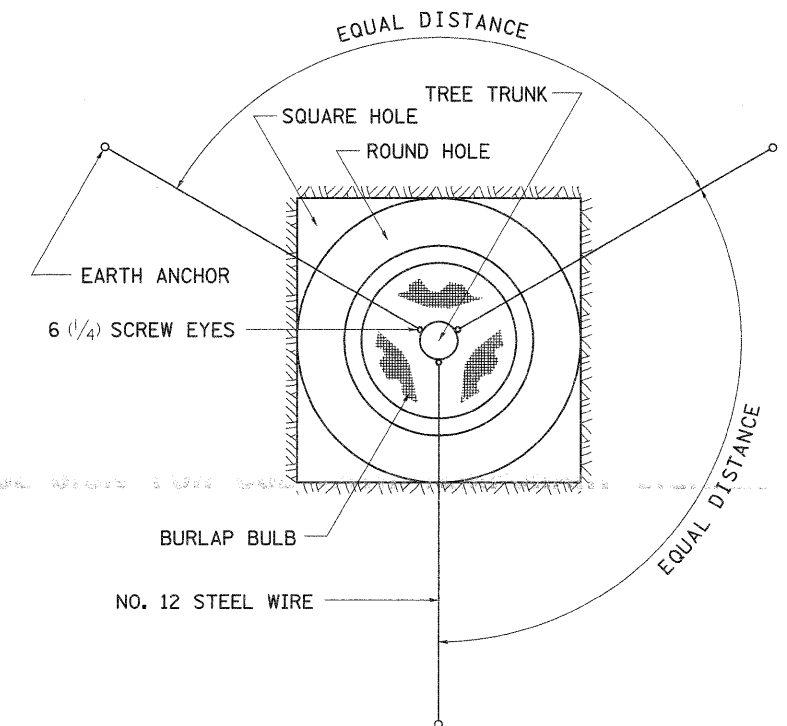 EQUAL DISTANCE
TREE TRUNK
SQUARE HOLE
ROUND HOLE
EARTH ANCHOR
6 (1/4) SCREW EYES
BURLAP BULB
NO. 12 STEEL WIRE
EQUAL DISTANCE